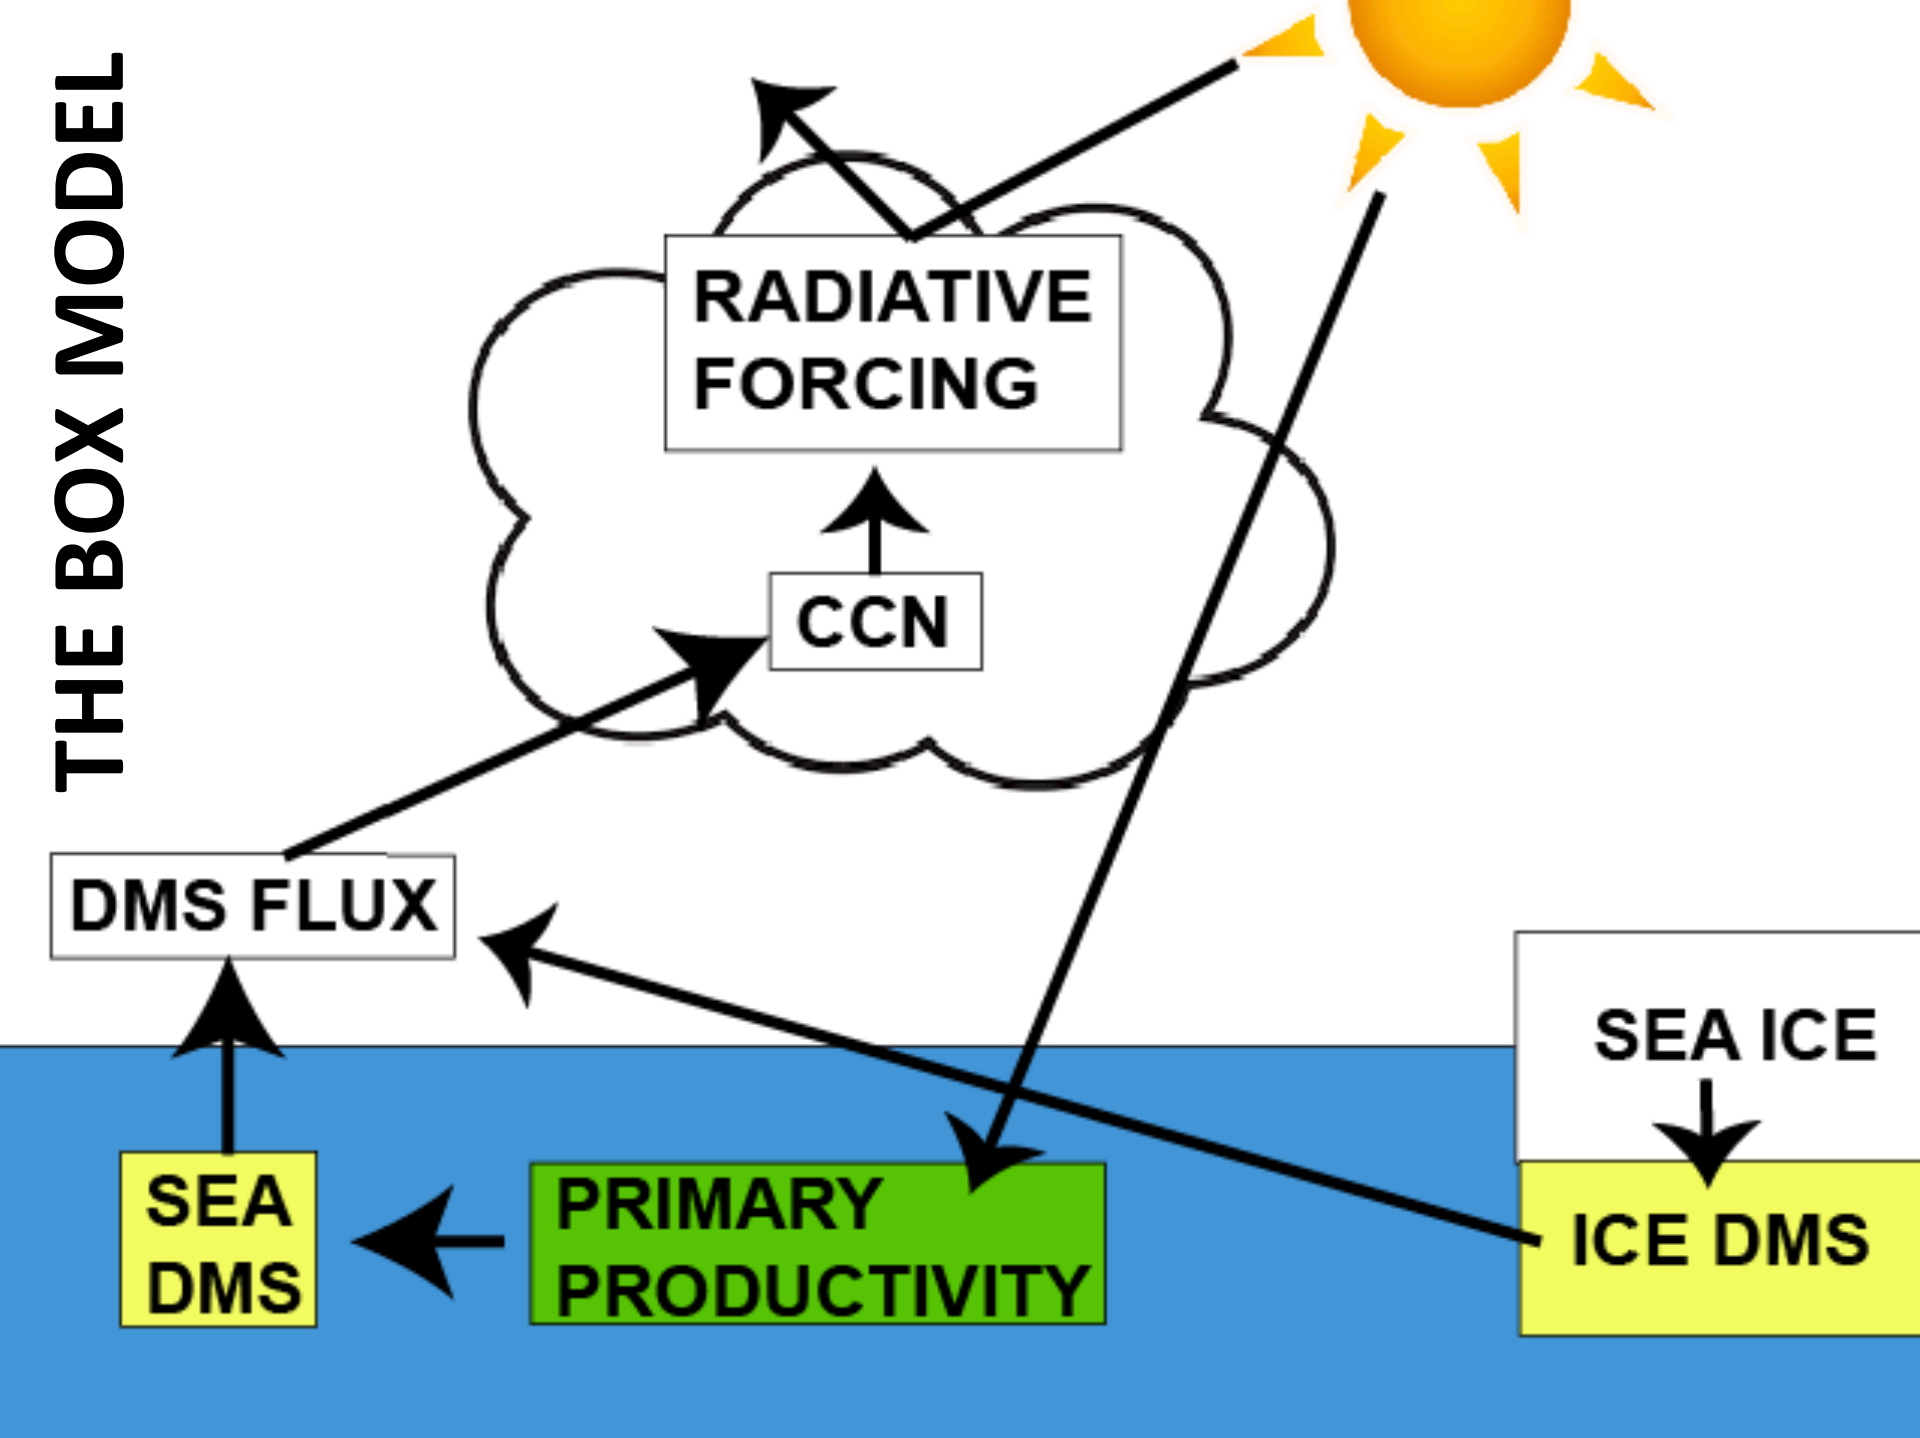 THE BOX MODEL
RADIATIVE
FORCING
CCN
DMS FLUX
SEA ICE
SEA
DMS
PRIMARY
PRODUCTIVITY
ICE DMS